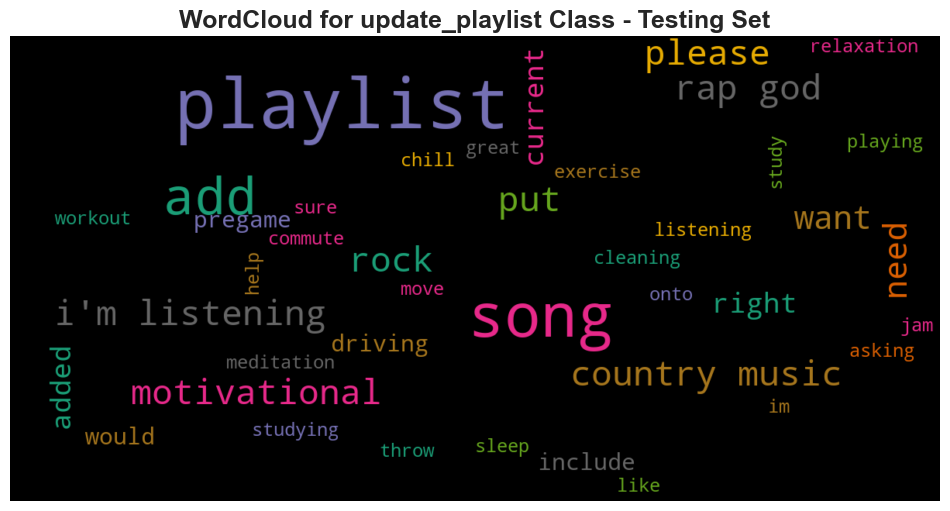 WordCloud for update_playlist Class - Testing Set
relaxation
please
current
rap god
playlist
playing
great
chill
study
exercise
add
put
sure
workout
pregame
want
listening
commute
need
rock
cleaning
help
move
onto
right
i'm listening
song
jam
driving
asking
meditation
added
country music
motivational
im
would
studying
throw
sleep
include
like